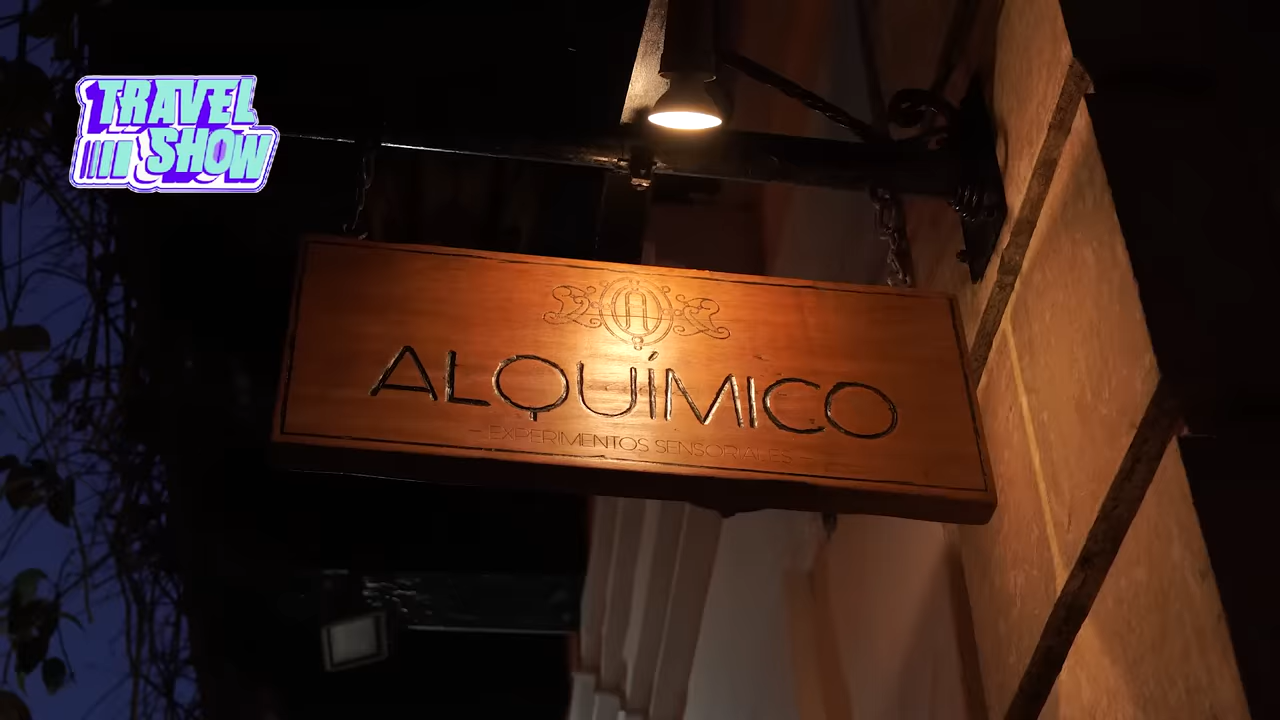 TRAVEL
SHOW
A
ALQUÍMICO
EXPERIMENTOS SENSORIALES